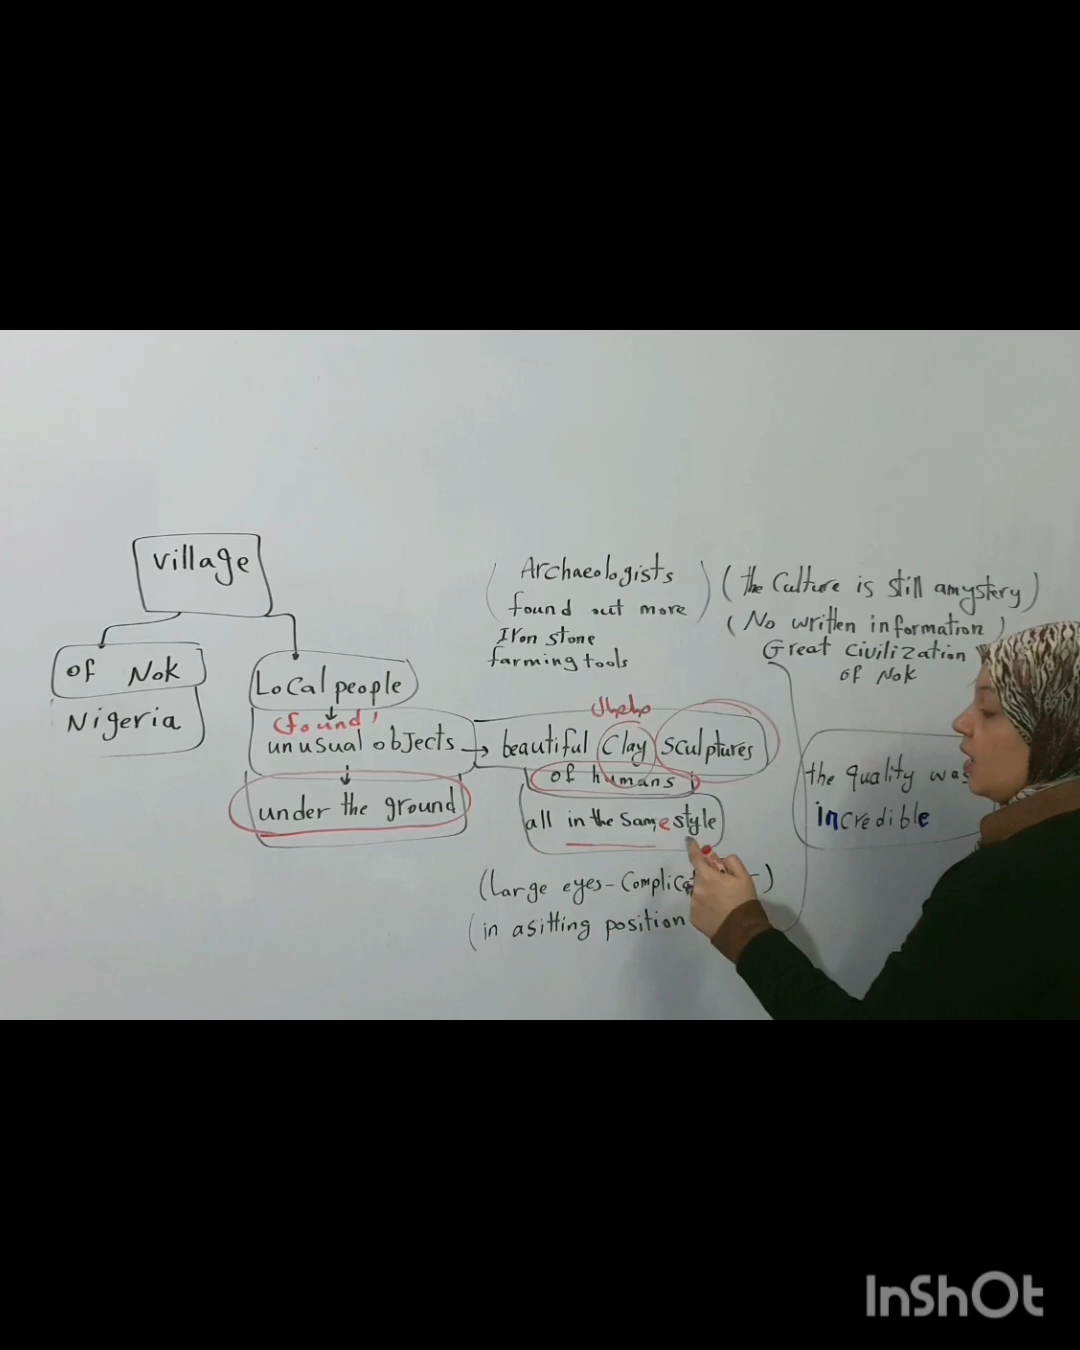 village
of Nok
Nigeria
Local people
(found)
unusual objects
under the ground
صلصال
beautiful Clay sculptures
of humans
all in the same style
(large eyes -
(in a sitting position
(Archaeologists
found out more)
Iron stone
farming tools
(the Culture is still a mystery)
(No written information)
Great civilization
of Nok
the quality was
incredible
InShOt